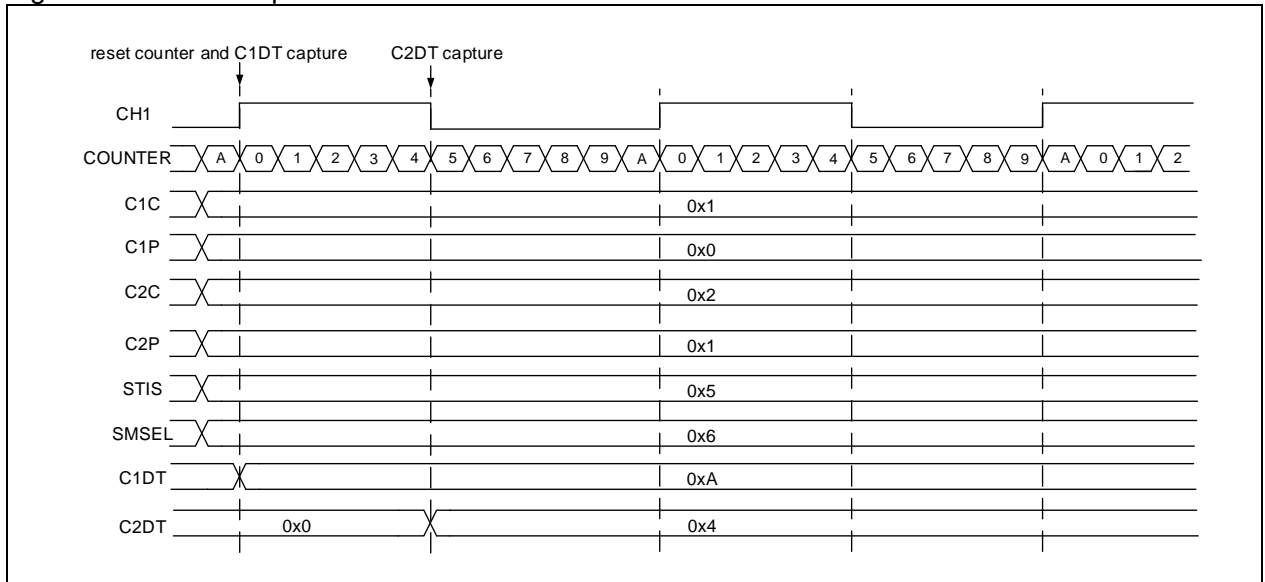 reset counter and C1DT capture C2DT capture
CH1
COUNTER A 0 1 2 3 4 5 6 7 8 9 A 0 1 2 3 4 5 6 7 8 9 A 0 1 2
C1C 0x1
C1P 0x0
C2C 0x2
C2P 0x1
STIS 0x5
SMSEL 0x6
C1DT 0xA
C2DT 0x0 0x4